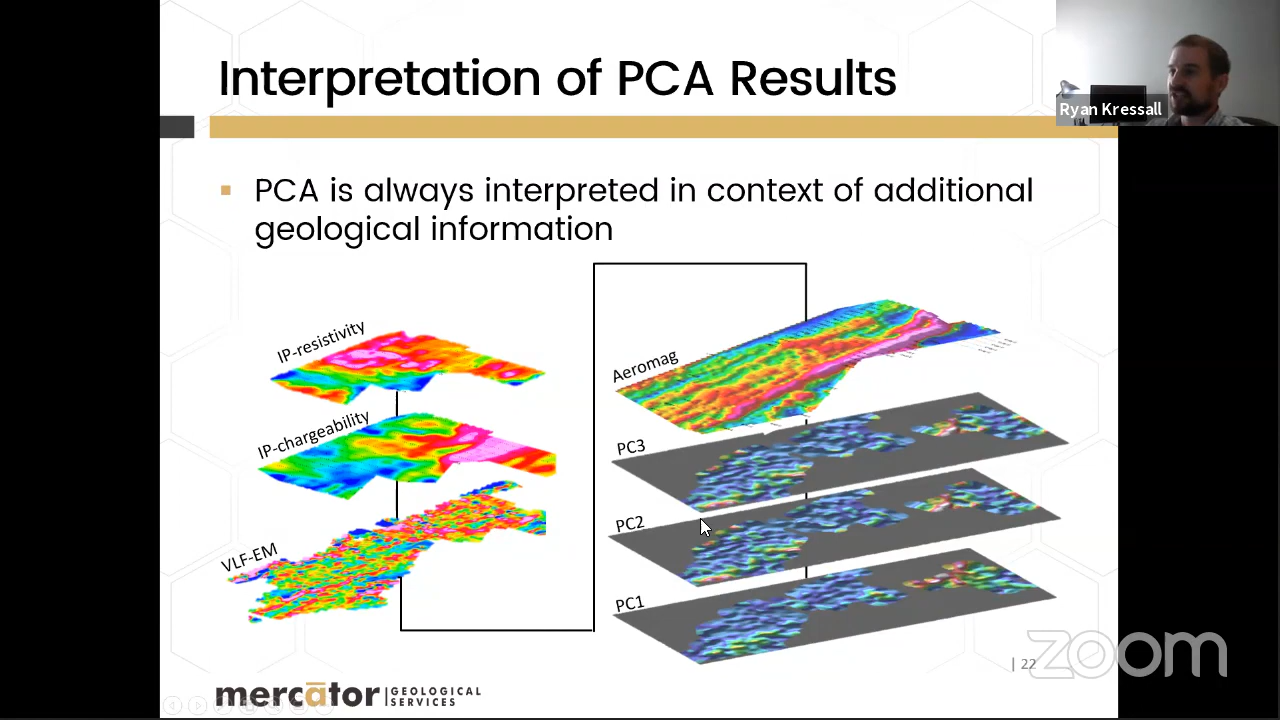 Interpretation of PCA Results
Ryan Kressall
▪ PCA is always interpreted in context of additional
geological information
IP-resistivity
IP-chargeability
VLF-EM
Aeromag
PC3
PC2
PC1
| 22
zoom
mercātor | GEOLOGICAL
SERVICES